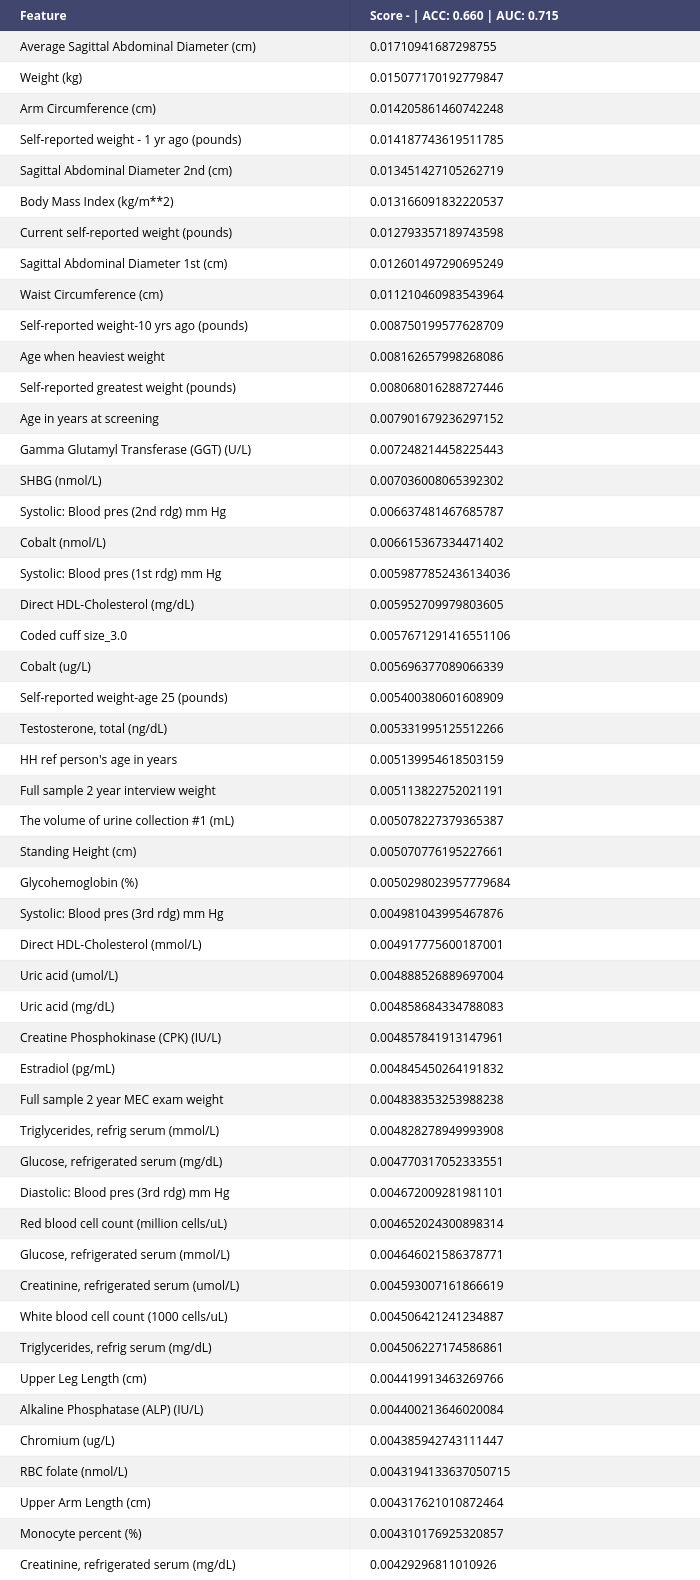 Feature Score - | ACC: 0.660 | AUC: 0.715
Average Sagittal Abdominal Diameter (cm) 0.01710941687298755
Weight (kg) 0.015077170192779847
Arm Circumference (cm) 0.014205861460742248
Self-reported weight - 1 yr ago (pounds) 0.014187743619511785
Sagittal Abdominal Diameter 2nd (cm) 0.013451427105262719
Body Mass Index (kg/m**2) 0.013166091832220537
Current self-reported weight (pounds) 0.012793357189743598
Sagittal Abdominal Diameter 1st (cm) 0.012601497290695249
Waist Circumference (cm) 0.011210460983543964
Self-reported weight-10 yrs ago (pounds) 0.008750199577628709
Age when heaviest weight 0.008162657998268086
Self-reported greatest weight (pounds) 0.008068016288727446
Age in years at screening 0.007901679236297152
Gamma Glutamyl Transferase (GGT) (U/L) 0.007248214458225443
SHBG (nmol/L) 0.007036008065392302
Systolic: Blood pres (2nd rdg) mm Hg 0.006637481467685787
Cobalt (nmol/L) 0.006615367334471402
Systolic: Blood pres (1st rdg) mm Hg 0.0059877852436134036
Direct HDL-Cholesterol (mg/dL) 0.005952709979803605
Coded cuff size_3.0 0.0057671291416551106
Cobalt (ug/L) 0.005696377089066339
Self-reported weight-age 25 (pounds) 0.005400380601608909
Testosterone, total (ng/dL) 0.005331995125512266
HH ref person's age in years 0.005139954618503159
Full sample 2 year interview weight 0.005113822752021191
The volume of urine collection #1 (mL) 0.005078227379365387
Standing Height (cm) 0.005070776195227661
Glycohemoglobin (%) 0.0050298023957779684
Systolic: Blood pres (3rd rdg) mm Hg 0.004981043995467876
Direct HDL-Cholesterol (mmol/L) 0.004917775600187001
Uric acid (umol/L) 0.004888526889697004
Uric acid (mg/dL) 0.004858684334788083
Creatine Phosphokinase (CPK) (IU/L) 0.004857841913147961
Estradiol (pg/mL) 0.004845450264191832
Full sample 2 year MEC exam weight 0.004838353253988238
Triglycerides, refrig serum (mmol/L) 0.004828278949993908
Glucose, refrigerated serum (mg/dL) 0.004770317052333551
Diastolic: Blood pres (3rd rdg) mm Hg 0.004672009281981101
Red blood cell count (million cells/uL) 0.004652024300898314
Glucose, refrigerated serum (mmol/L) 0.004646021586378771
Creatinine, refrigerated serum (umol/L) 0.004593007161866619
White blood cell count (1000 cells/uL) 0.004506421241234887
Triglycerides, refrig serum (mg/dL) 0.004506227174586861
Upper Leg Length (cm) 0.004419913463269766
Alkaline Phosphatase (ALP) (IU/L) 0.004400213646020084
Chromium (ug/L) 0.004385942743111447
RBC folate (nmol/L) 0.0043194133637050715
Upper Arm Length (cm) 0.004317621010872464
Monocyte percent (%) 0.004310176925320857
Creatinine, refrigerated serum (mg/dL) 0.00429296811010926